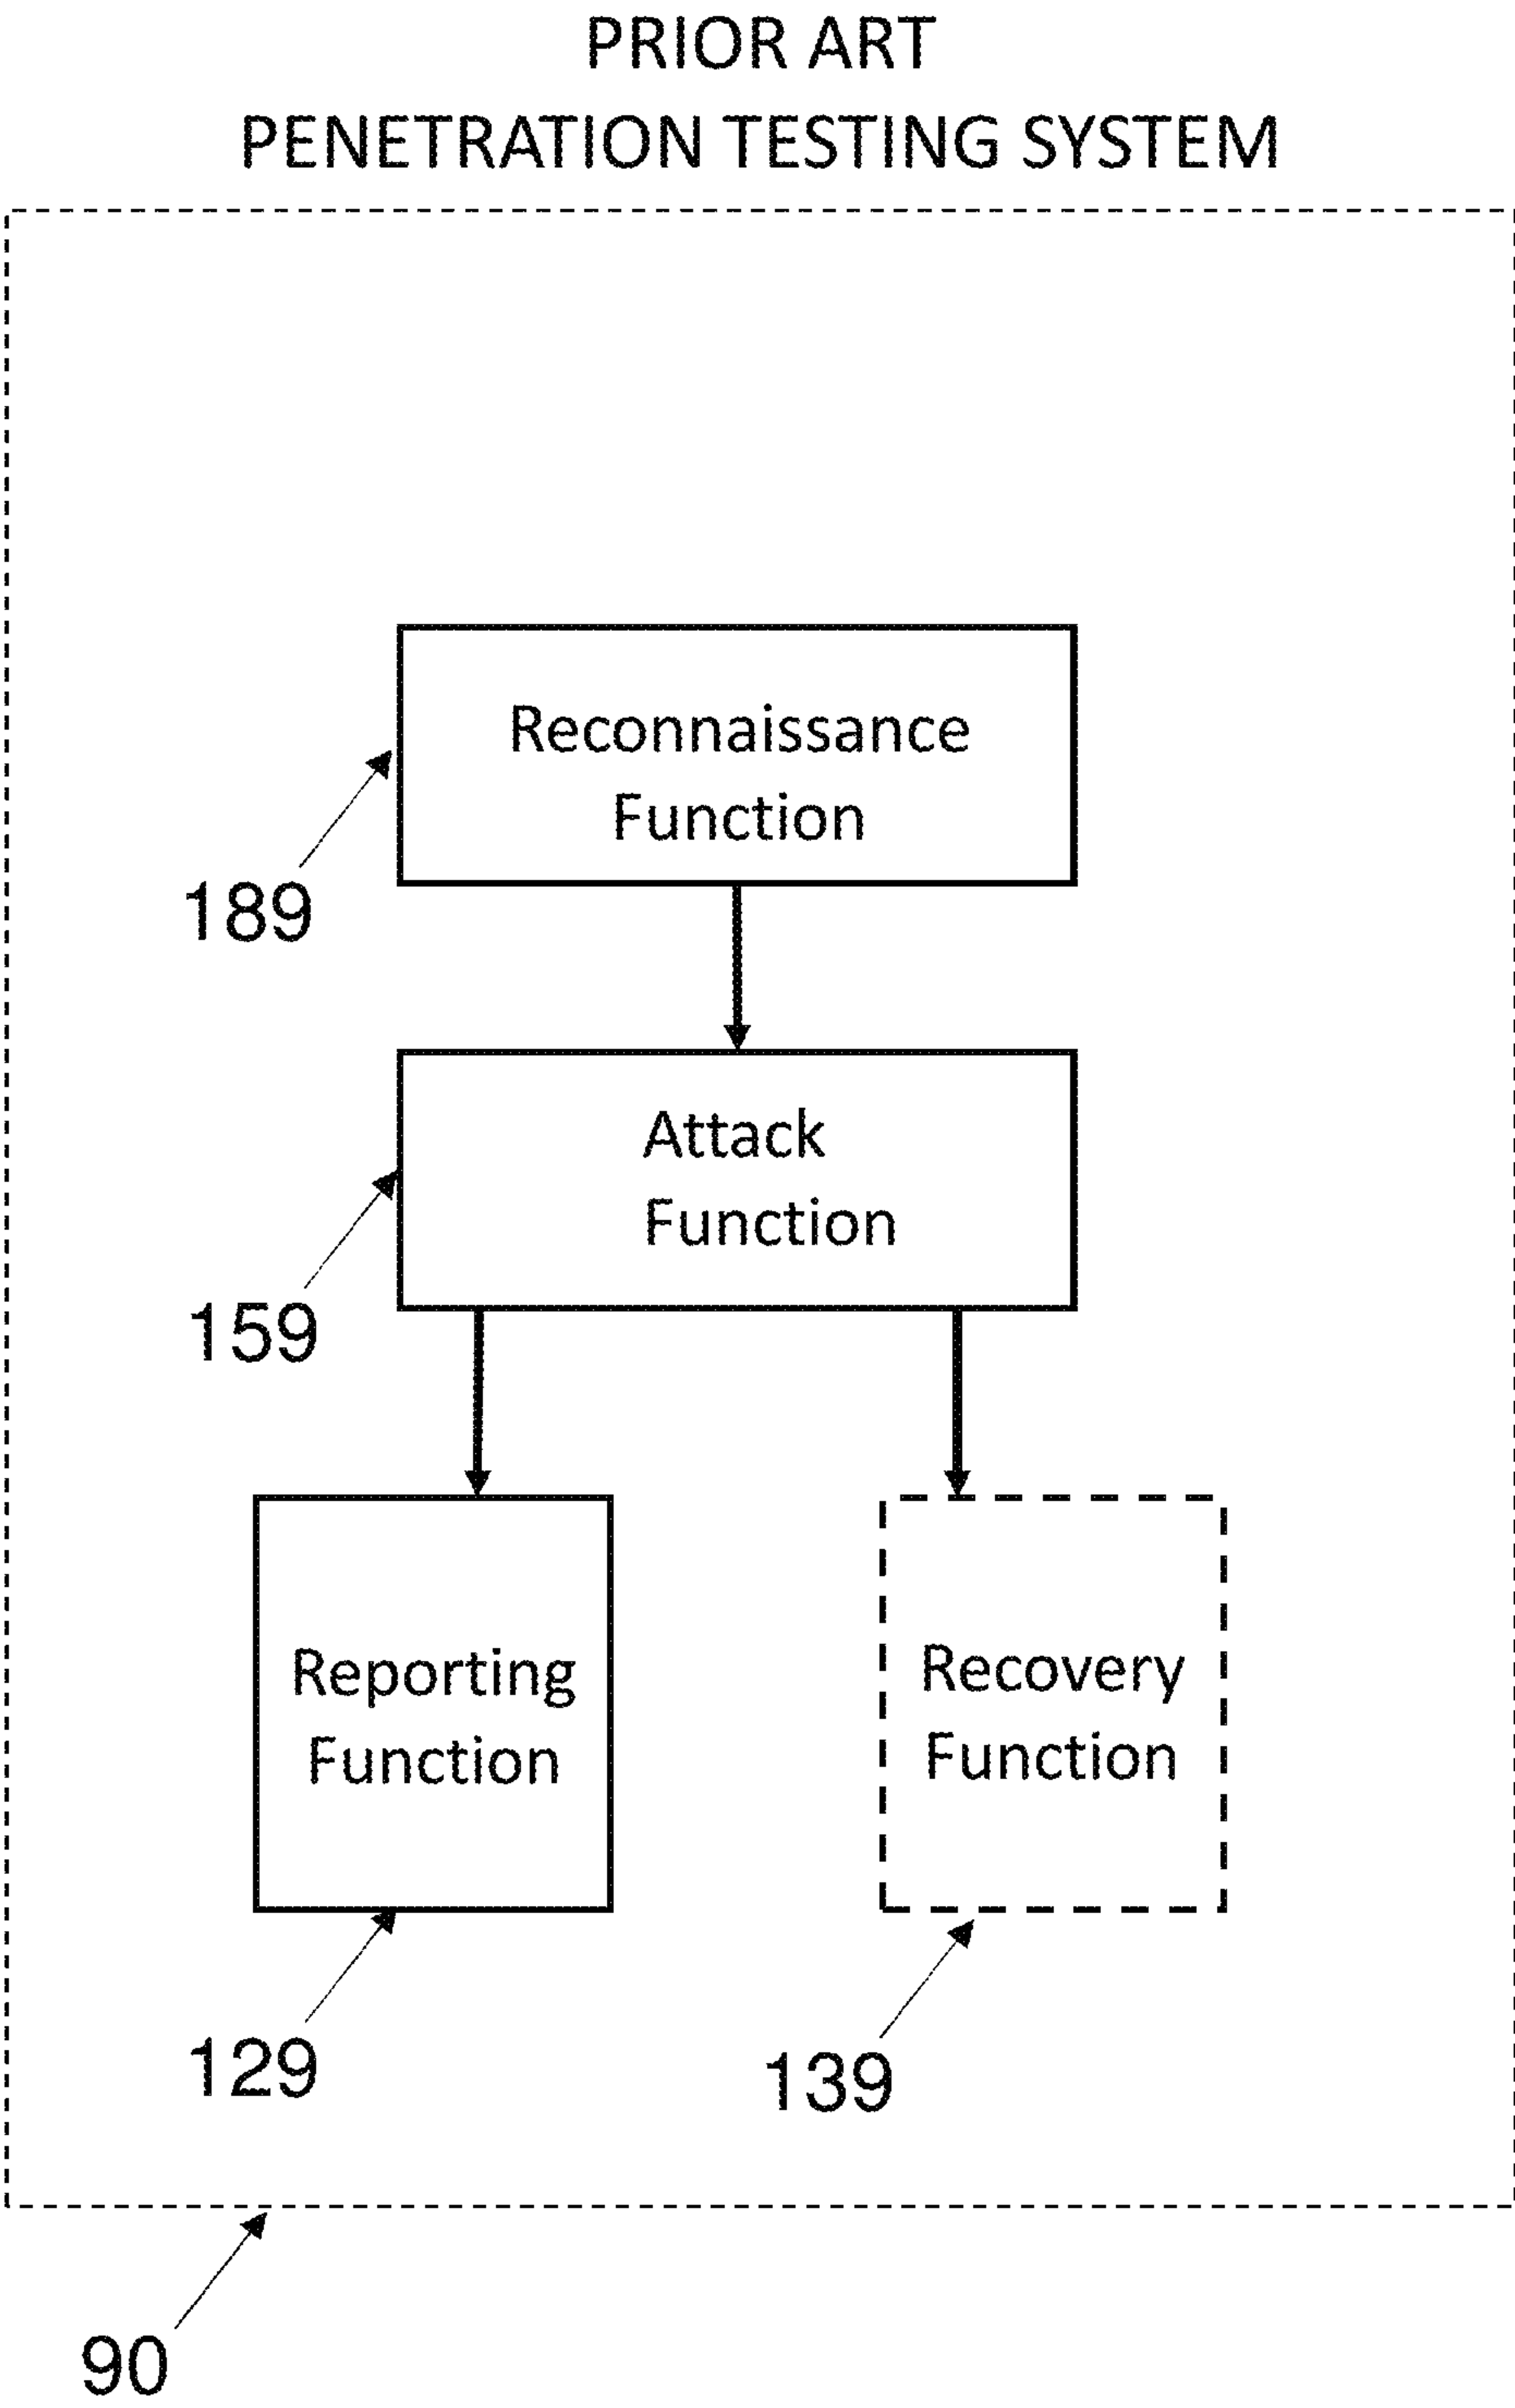 PRIOR ART
PENETRATION TESTING SYSTEM
Reconnaissance
Function
189
Attack
Function
159
Reporting
Function
Recovery
Function
129
139
90